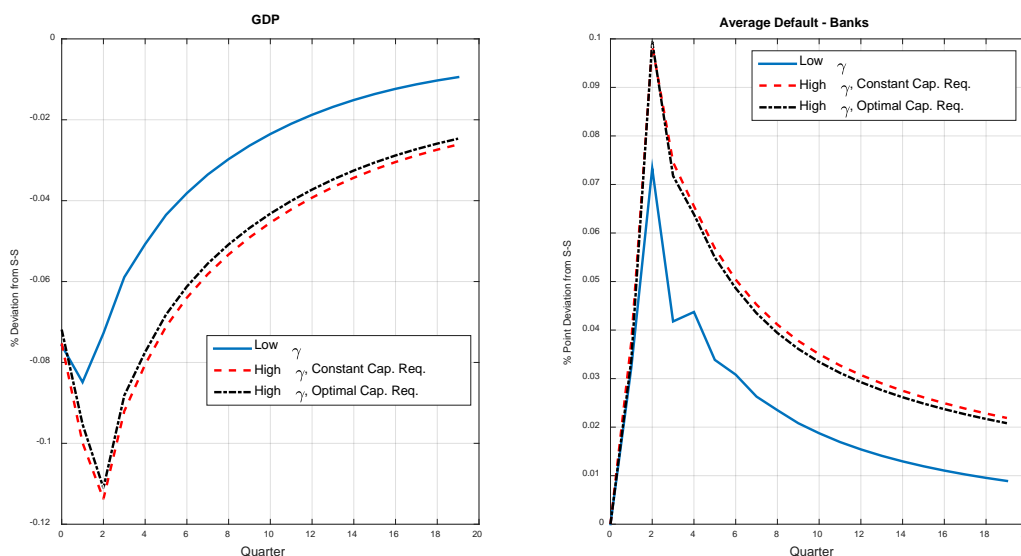 GDP
% Deviation from S-S
0
-0.02
-0.04
-0.06
-0.08
-0.1
-0.12
0 2 4 6 8 10 12 14 16 18 20
Quarter
Low γ
High γ, Constant Cap. Req.
High γ, Optimal Cap. Req.
Average Default - Banks
% Point Deviation from S-S
0.1
0.09
0.08
0.07
0.06
0.05
0.04
0.03
0.02
0.01
0
0 2 4 6 8 10 12 14 16 18
Quarter
Low γ
High γ, Constant Cap. Req.
High γ, Optimal Cap. Req.